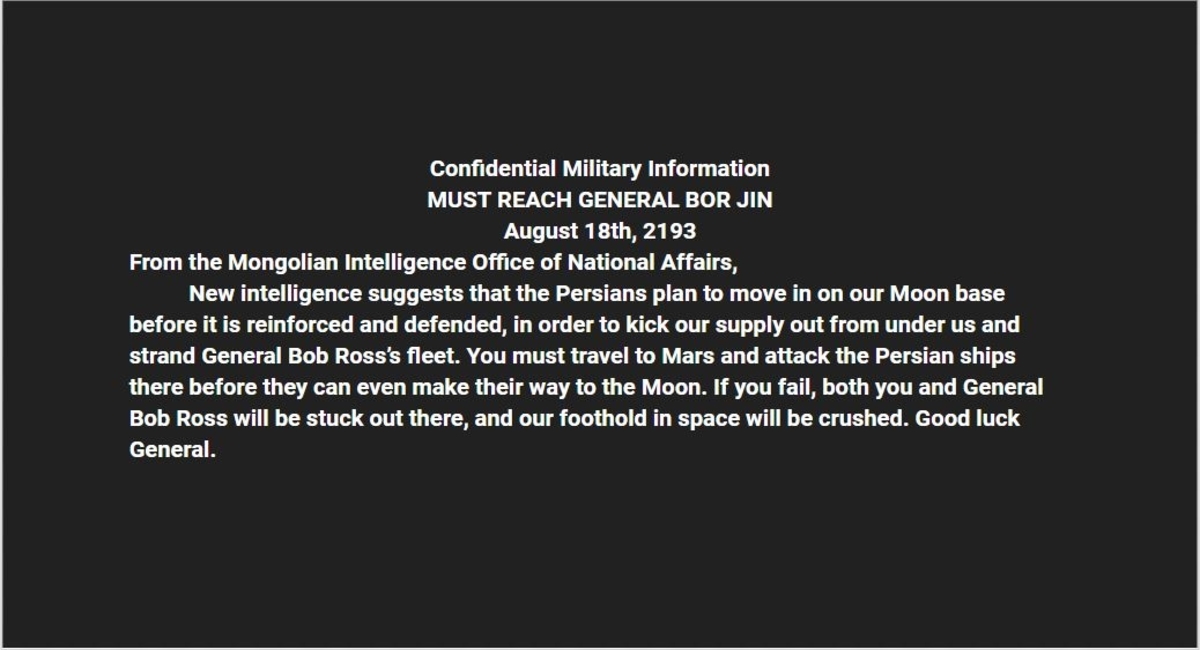 Confidential Military Information
MUST REACH GENERAL BOR JIN
August 18th, 2193
From the Mongolian Intelligence Office of National Affairs,
New intelligence suggests that the Persians plan to move in on our Moon base
before it is reinforced and defended, in order to kick our supply out from under us and
strand General Bob Ross’s fleet. You must travel to Mars and attack the Persian ships
there before they can even make their way to the Moon. If you fail, both you and General
Bob Ross will be stuck out there, and our foothold in space will be crushed. Good luck
General.